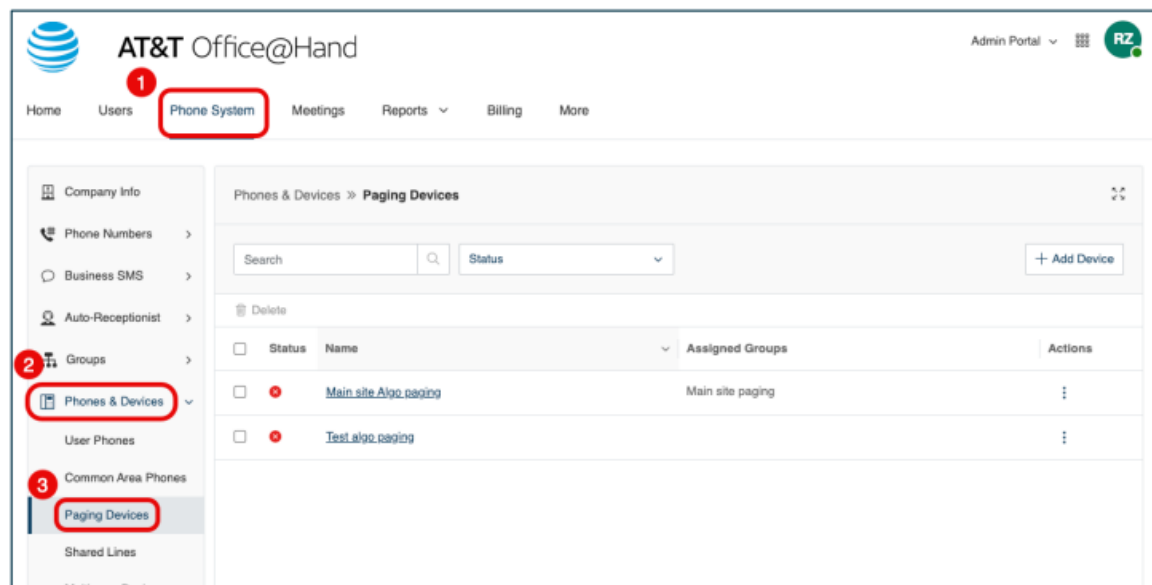 AT&T Office@Hand
Admin Portal
RZ
1
Home Users Phone System Meetings Reports Billing More
Company Info
Phone Numbers
Business SMS
Auto-Receptionist
2
Groups
Phones & Devices
User Phones
3
Common Area Phones
Paging Devices
Shared Lines
Phones & Devices » Paging Devices
Search
Status
+ Add Device
Delete
Status Name Assigned Groups Actions
Main site Algo paging Main site paging
Test algo paging